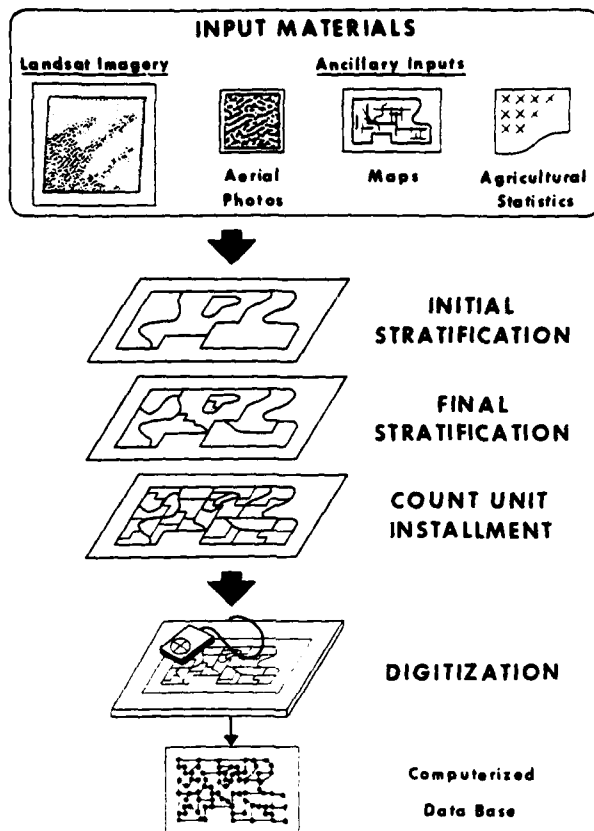 INPUT MATERIALS
Landsat Imagery
Ancillary Inputs
Aerial
Photos
Maps
Agricultural
Statistics
INITIAL
STRATIFICATION
FINAL
STRATIFICATION
COUNT UNIT
INSTALLMENT
DIGITIZATION
Computerized
Data Base